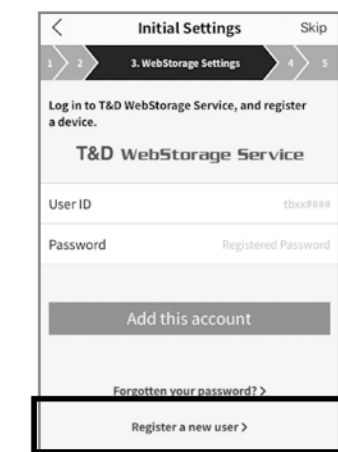 < Initial Settings Skip
1 2 3. WebStorage Settings 4 5
Log in to T&D WebStorage Service, and register
a device.
T&D WebStorage Service
User ID tbxx####
Password Registered Password
Add this account
Forgotten your password? >
Register a new user >